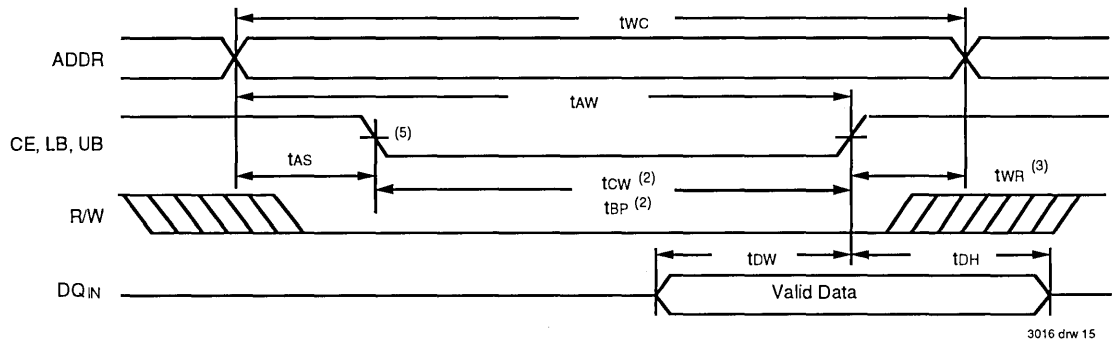 tWC
ADDR
tAW
CE, LB, UB
(5)
tAS
tCW (2)
tBP (2)
tWR (3)
R/W
tDW
tDH
DQIN
Valid Data
3016 drw 15